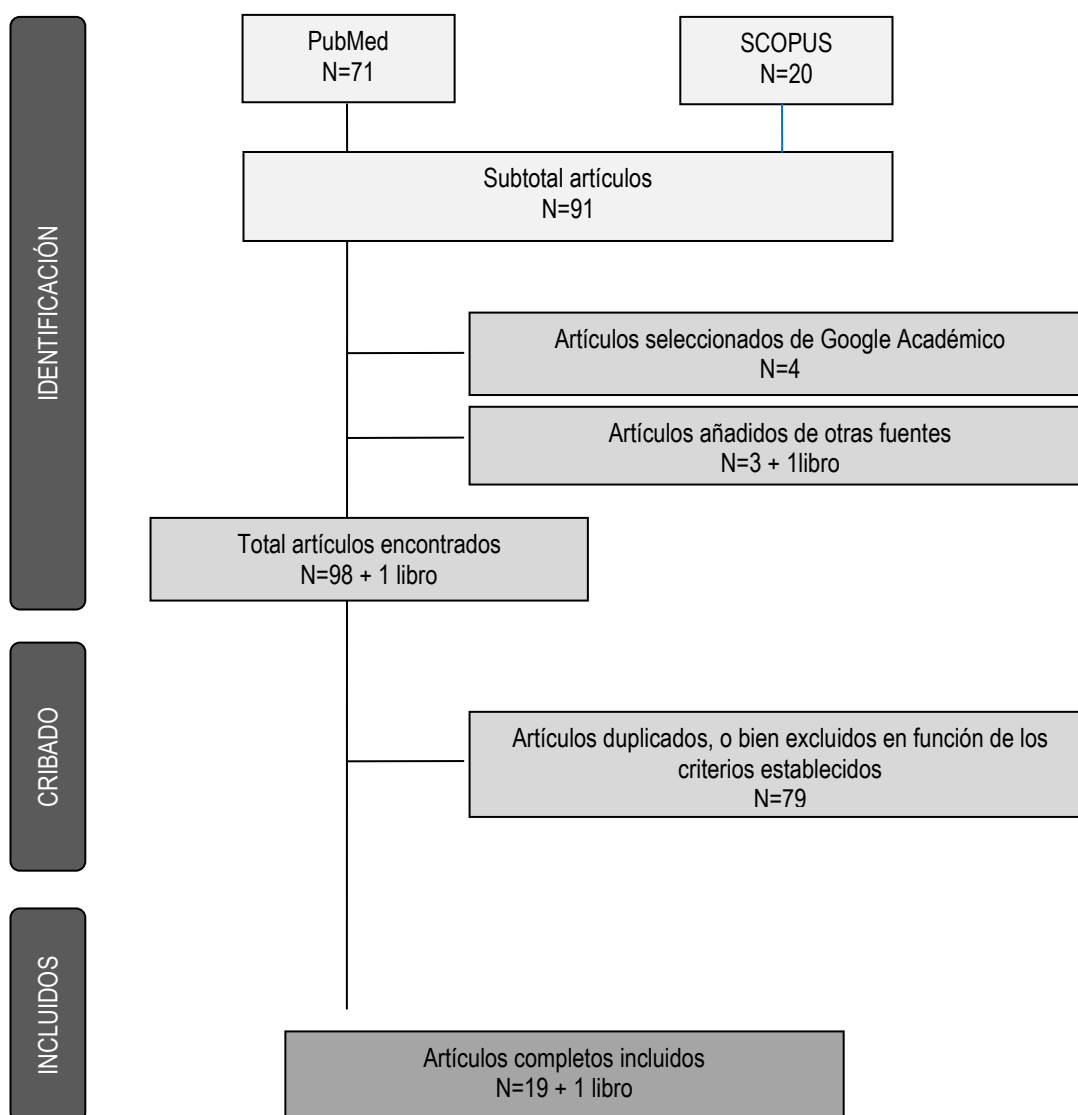 PubMed
N=71
SCOPUS
N=20
Subtotal artículos
N=91
IDENTIFICACIÓN
Artículos seleccionados de Google Académico
N=4
Artículos añadidos de otras fuentes
N=3 + 1libro
Total artículos encontrados
N=98 + 1 libro
CRIBADO
Artículos duplicados, o bien excluidos en función de los
criterios establecidos
N=79
INCLUIDOS
Artículos completos incluidos
N=19 + 1 libro